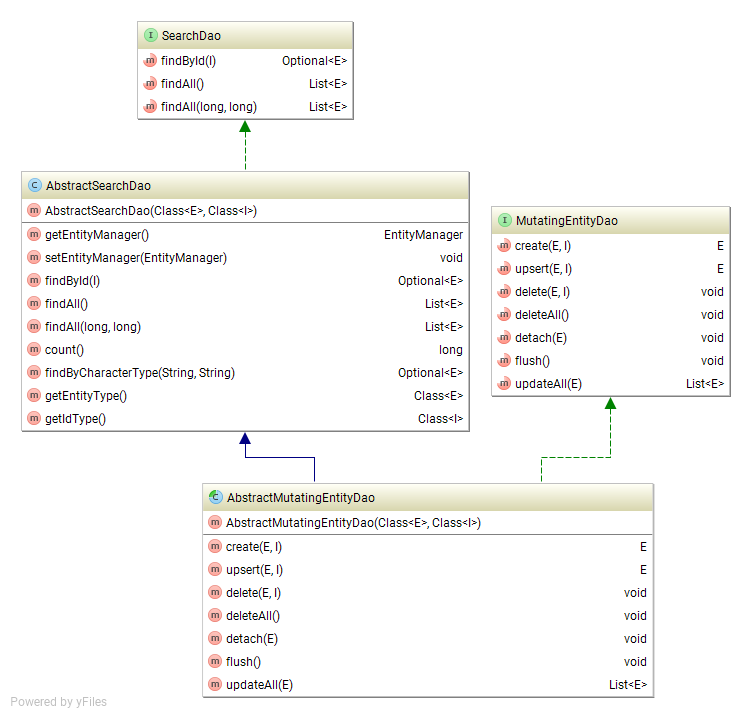 I SearchDao
m findById(I) Optional<E>
m findAll() List<E>
m findAll(long, long) List<E>
C AbstractSearchDao
m AbstractSearchDao(Class<E>, Class<I>)
m getEntityManager() EntityManager
m setEntityManager(EntityManager) void
m findById(I) Optional<E>
m findAll() List<E>
m findAll(long, long) List<E>
m count() long
m findByCharacterType(String, String) Optional<E>
m getEntityType() Class<E>
m getIdType() Class<I>
I MutatingEntityDao
m create(E, I) E
m upsert(E, I) E
m delete(E, I) void
m deleteAll() void
m detach(E) void
m flush() void
m updateAll(E) List<E>
C AbstractMutatingEntityDao
m AbstractMutatingEntityDao(Class<E>, Class<I>)
m create(E, I) E
m upsert(E, I) E
m delete(E, I) void
m deleteAll() void
m detach(E) void
m flush() void
m updateAll(E) List<E>
Powered by yFiles